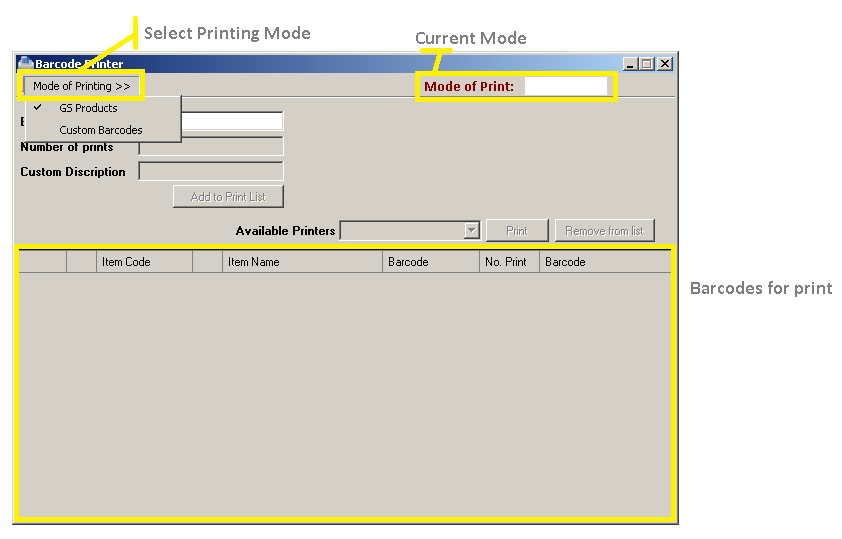 Select Printing Mode
Current Mode
Barcode Printer
Mode of Printing >>
Mode of Print:
GS Products
Custom Barcodes
Number of prints
Custom Discription
Add to Print List
Available Printers
Print
Remove from list
Item Code Item Name Barcode No. Print Barcode
Barcodes for print